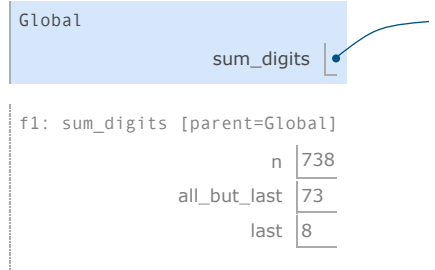 Global
sum_digits
f1: sum_digits [parent=Global]
n 738
all_but_last 73
last 8